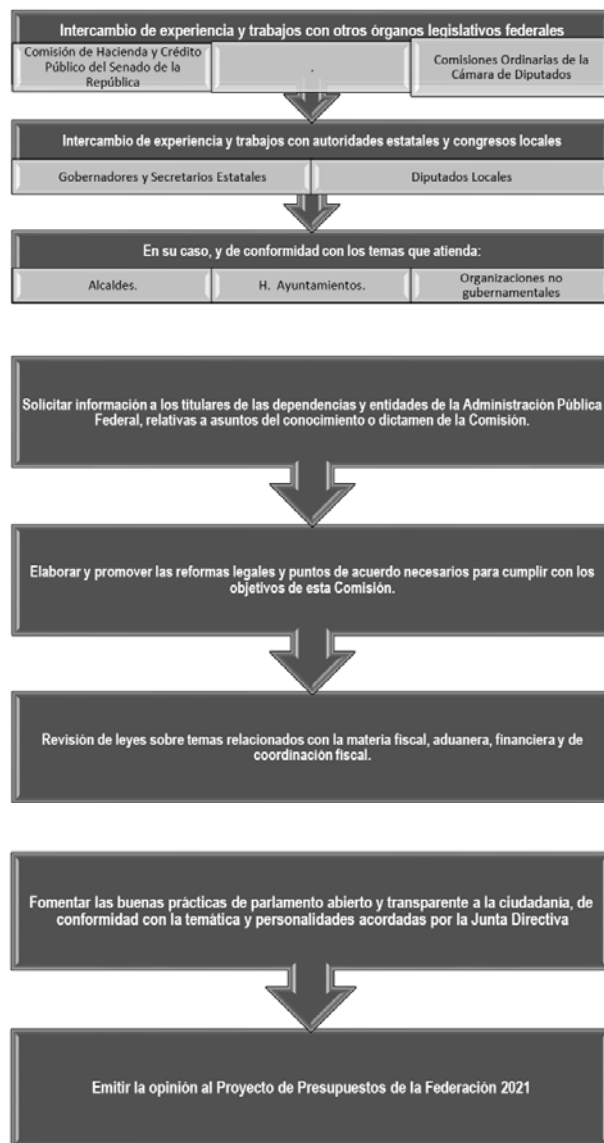 Intercambio de experiencia y trabajos con otros órganos legislativos federales
Comisión de Hacienda y Crédito
Público del Senado de la
República
.
Comisiones Ordinarias de la
Cámara de Diputados
Intercambio de experiencia y trabajos con autoridades estatales y congresos locales
Gobernadores y Secretarios Estatales
Diputados Locales
En su caso, y de conformidad con los temas que atienda:
Alcaldes.
H. Ayuntamientos.
Organizaciones no
gubernamentales
Solicitar información a los titulares de las dependencias y entidades de la Administración Pública
Federal, relativas a asuntos del conocimiento o dictamen de la Comisión.
Elaborar y promover las reformas legales y puntos de acuerdo necesarios para cumplir con los
objetivos de esta Comisión.
Revisión de leyes sobre temas relacionados con la materia fiscal, aduanera, financiera y de
coordinación fiscal.
Fomentar las buenas prácticas de parlamento abierto y transparente a la ciudadanía, de
conformidad con la temática y personalidades acordadas por la Junta Directiva
Emitir la opinión al Proyecto de Presupuestos de la Federación 2021